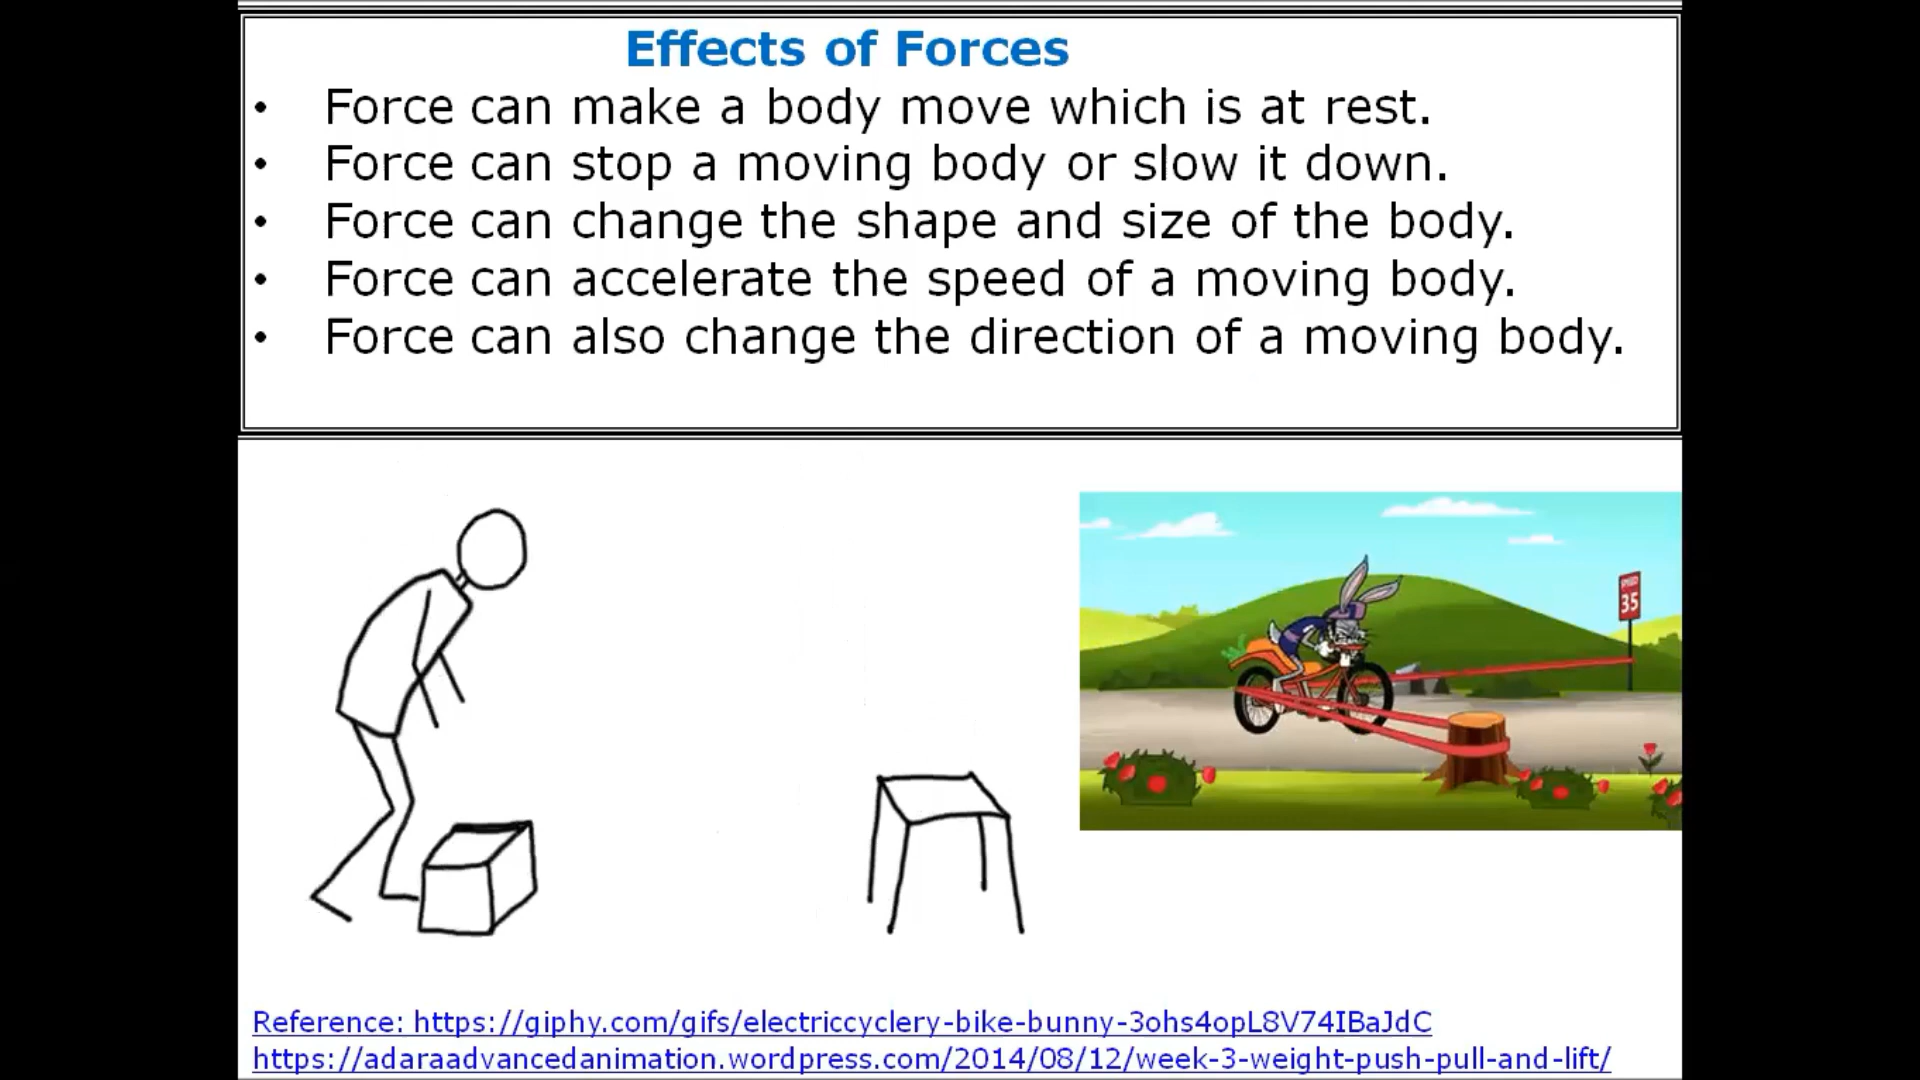 Effects of Forces
• Force can make a body move which is at rest.
• Force can stop a moving body or slow it down.
• Force can change the shape and size of the body.
• Force can accelerate the speed of a moving body.
• Force can also change the direction of a moving body.
SPEED
35
Reference: https://giphy.com/gifs/electriccyclery-bike-bunny-3ohs4opL8V74IBaJdC
https://adaraadvancedanimation.wordpress.com/2014/08/12/week-3-weight-push-pull-and-lift/